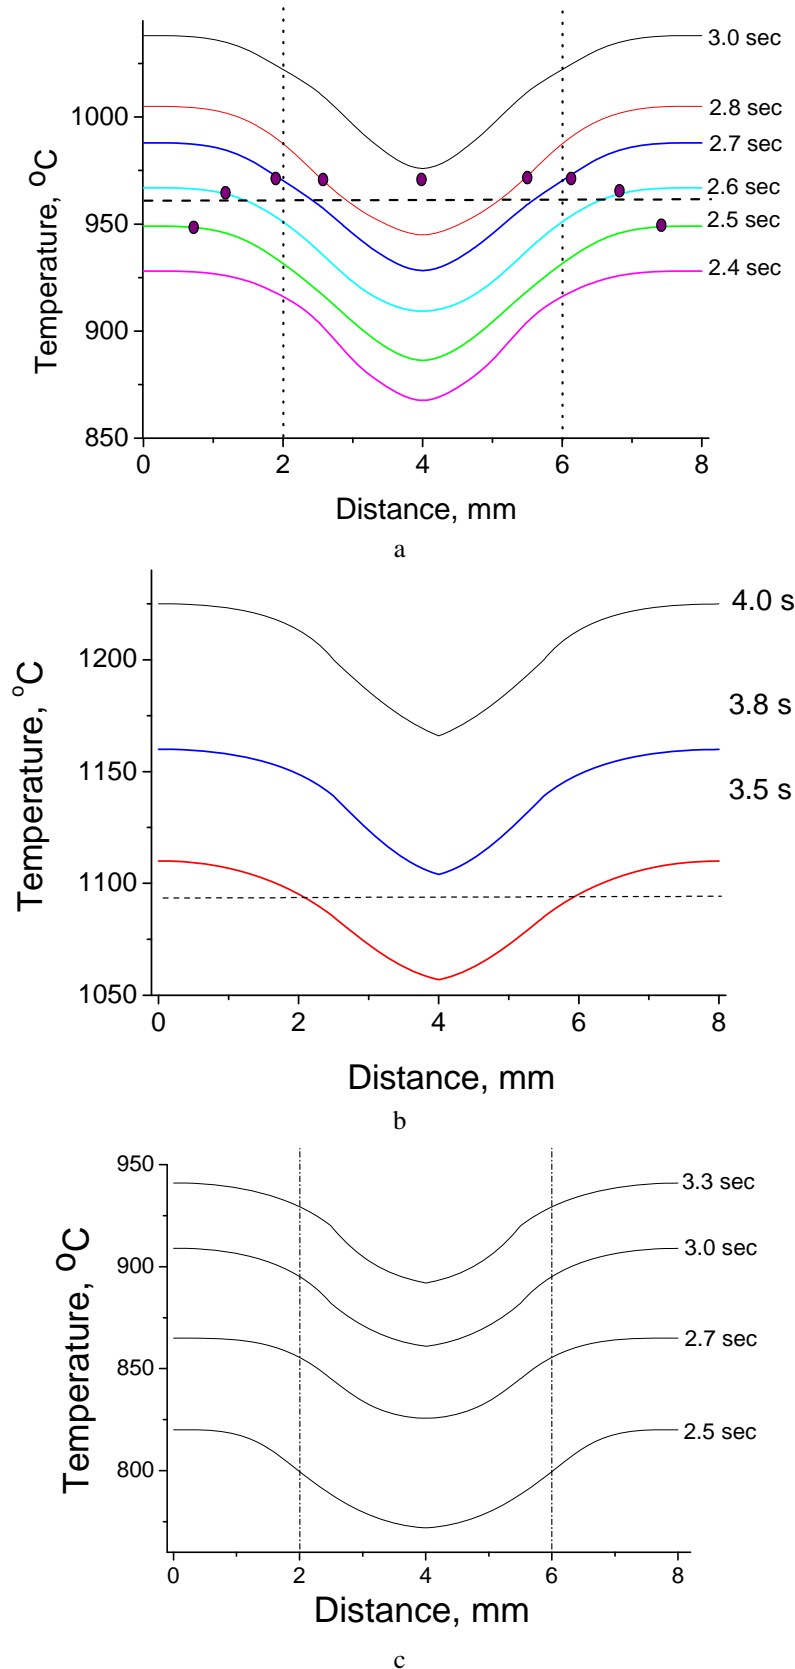 3.0 sec
2.8 sec
2.7 sec
2.6 sec
2.5 sec
2.4 sec
1000
950
900
850
0 2 4 6 8
Temperature, °C
Distance, mm
a
4.0 s
3.8 s
3.5 s
1200
1150
1100
1050
0 2 4 6 8
Temperature, °C
Distance, mm
b
3.3 sec
3.0 sec
2.7 sec
2.5 sec
950
900
850
800
0 2 4 6 8
Temperature, °C
Distance, mm
c